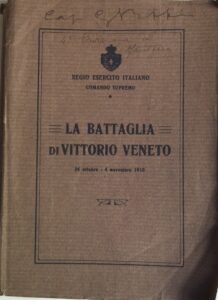 REGIO ESERCITO ITALIANO
COMANDO SUPREMO
LA BATTAGLIA
DI VITTORIO VENETO
24 ottobre - 4 novembre 1918